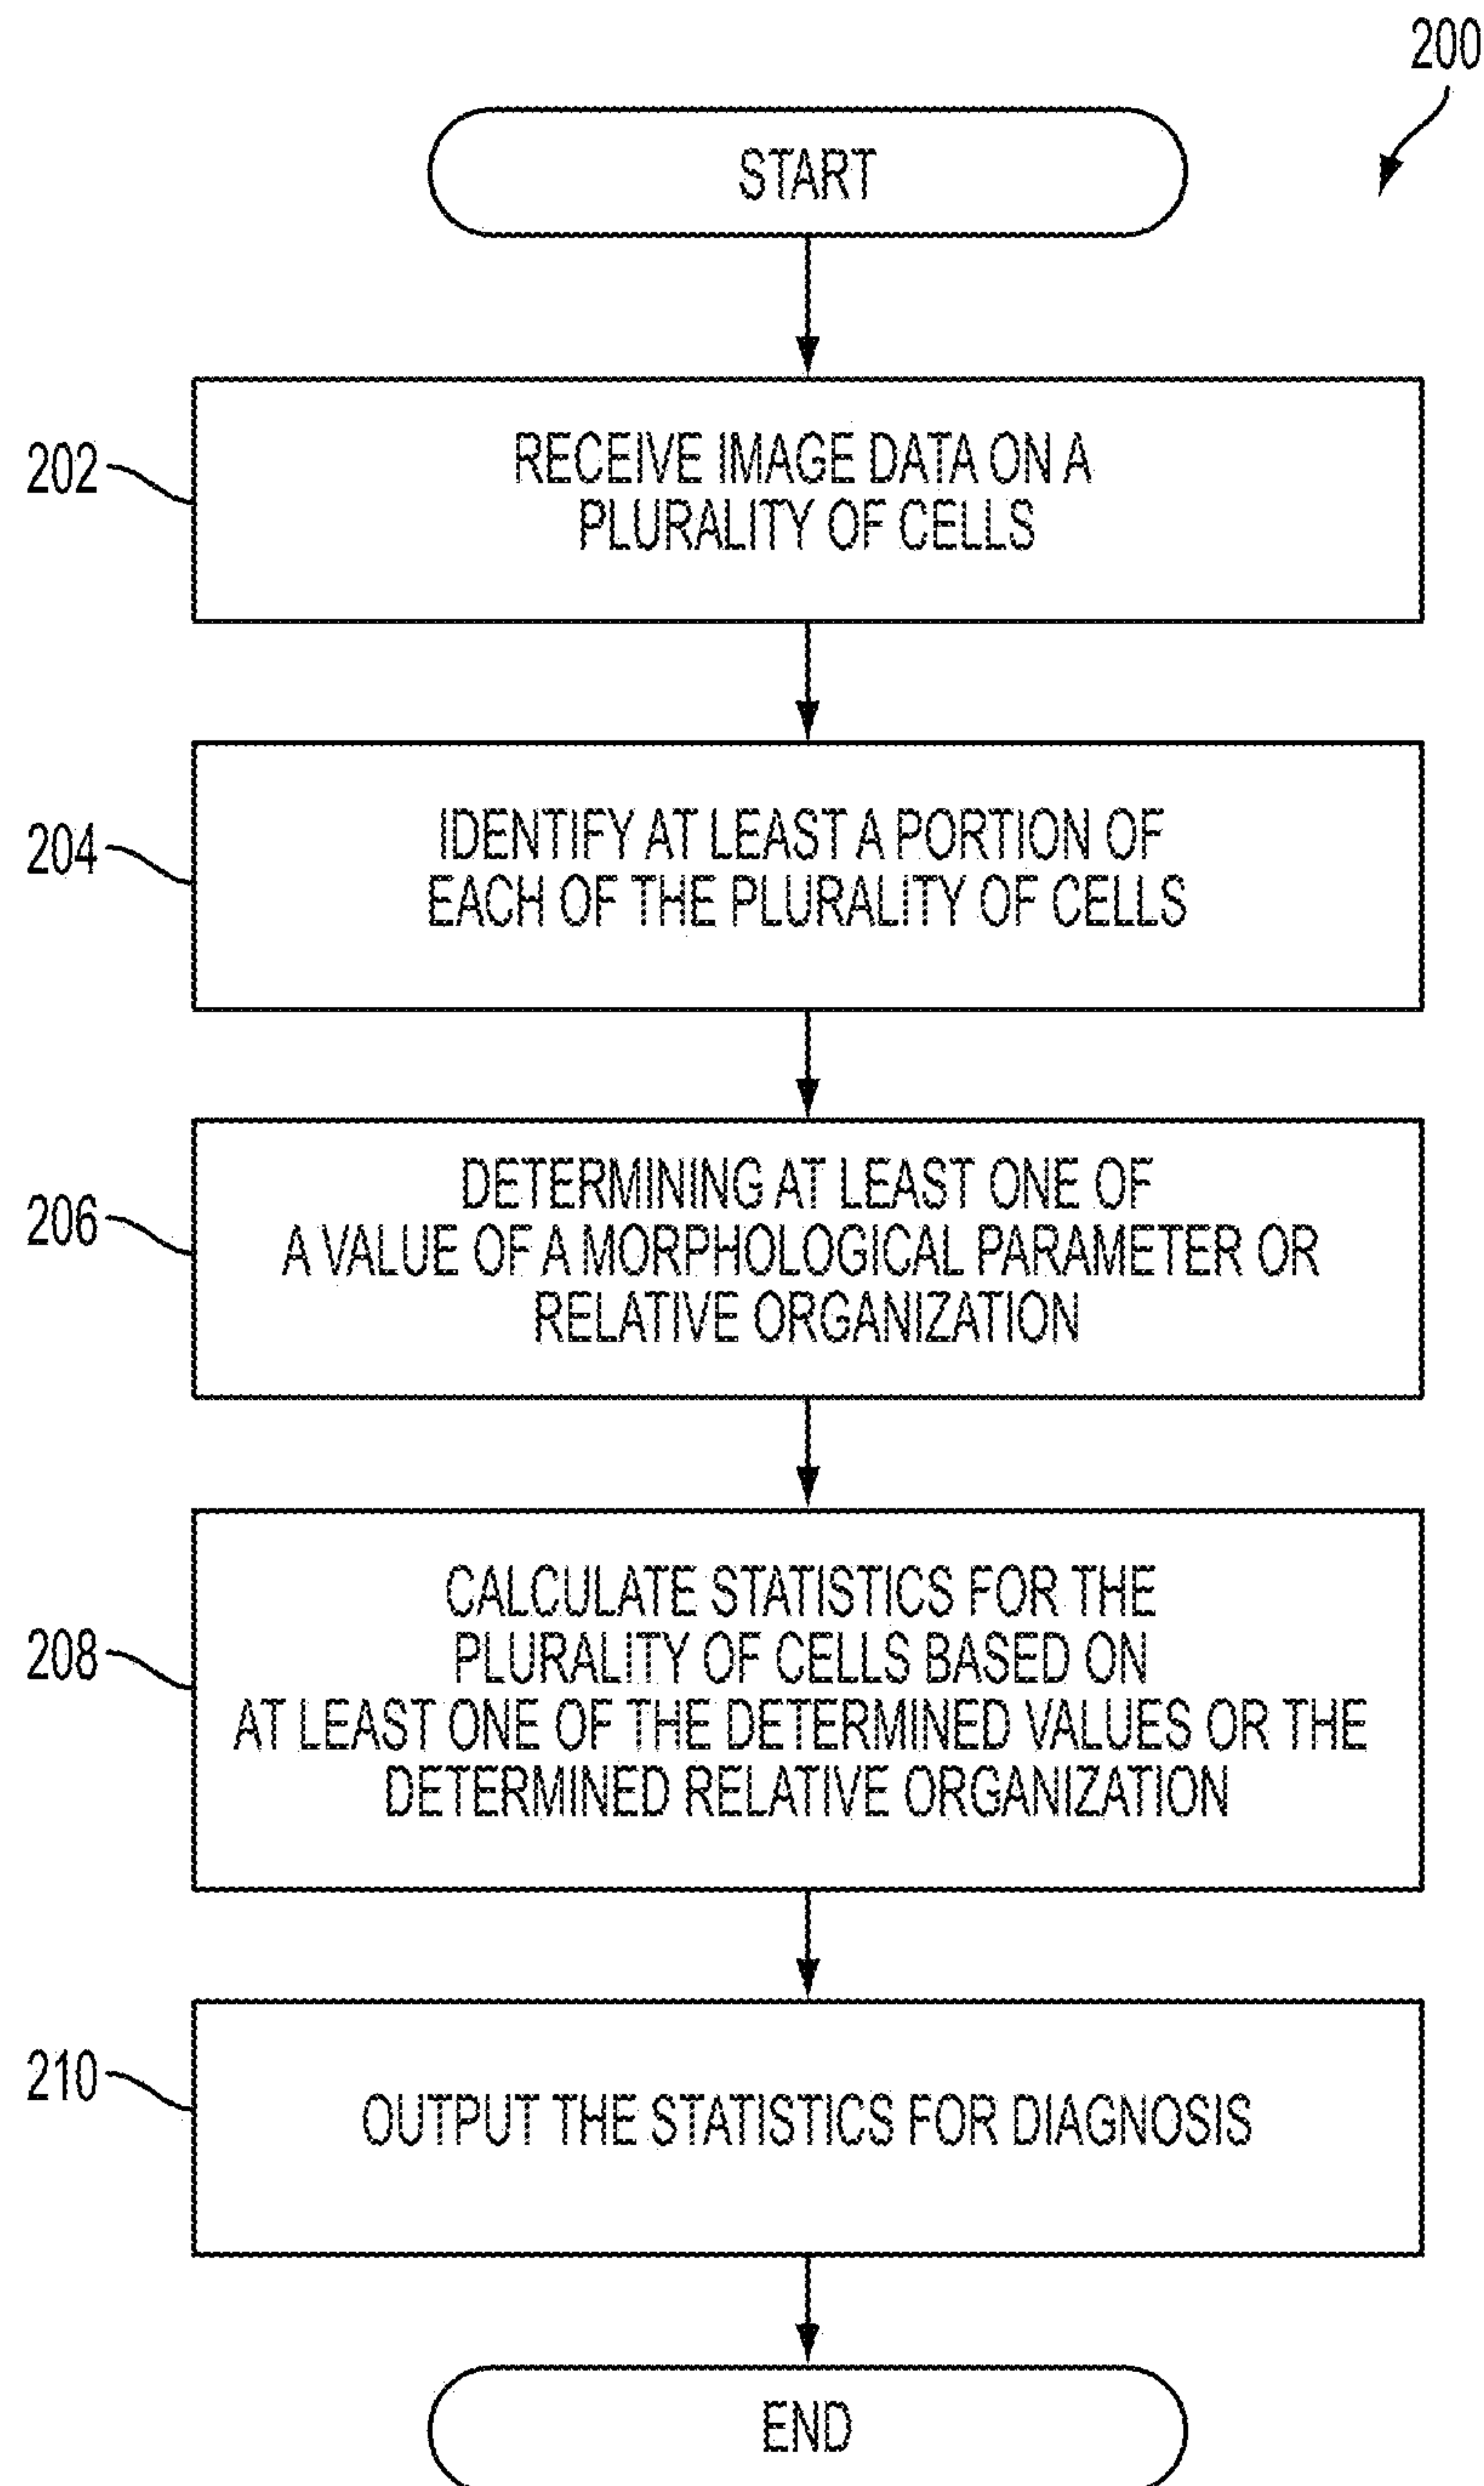 200
START
202
RECEIVE IMAGE DATA ON A
PLURALITY OF CELLS
204
IDENTIFY AT LEAST A PORTION OF
EACH OF THE PLURALITY OF CELLS
206
DETERMINING AT LEAST ONE OF
A VALUE OF A MORPHOLOGICAL PARAMETER OR
RELATIVE ORGANIZATION
208
CALCULATE STATISTICS FOR THE
PLURALITY OF CELLS BASED ON
AT LEAST ONE OF THE DETERMINED VALUES OR THE
DETERMINED RELATIVE ORGANIZATION
210
OUTPUT THE STATISTICS FOR DIAGNOSIS
END